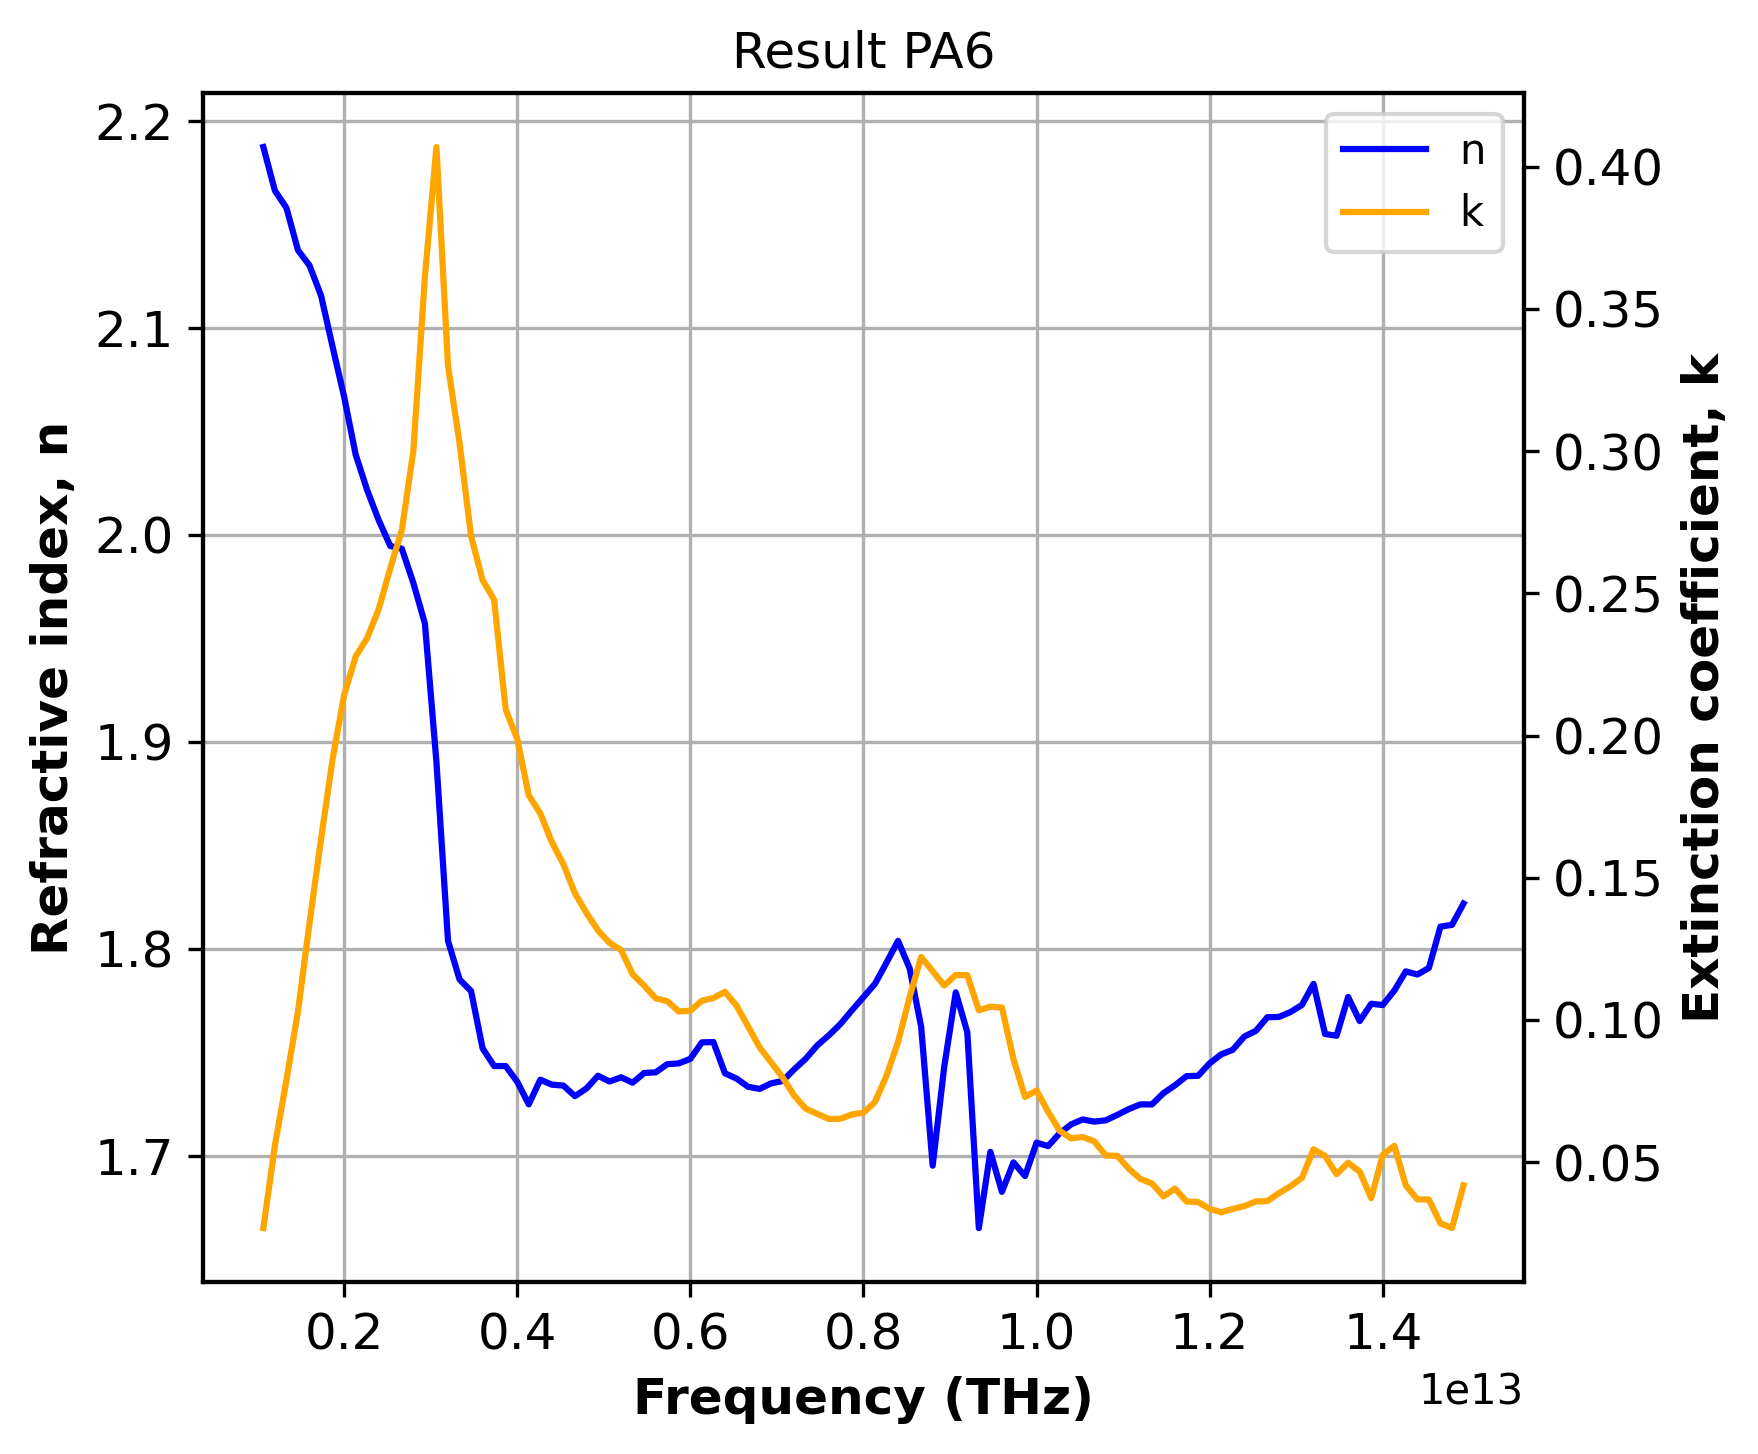 Result PA6
2.2
2.1
2.0
1.9
1.8
1.7
Refractive index, n
n
k
0.40
0.35
0.30
0.25
0.20
0.15
0.10
0.05
Extinction coefficient, k
0.2 0.4 0.6 0.8 1.0 1.2 1.4
1e13
Frequency (THz)